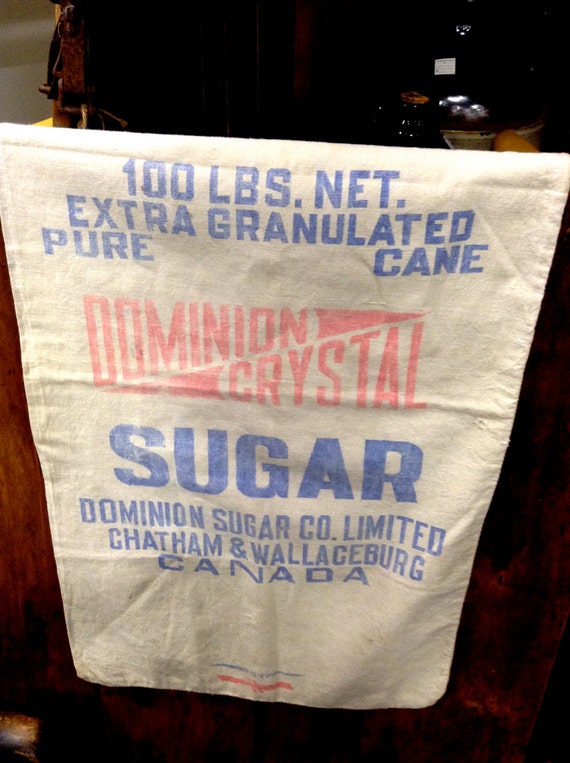 100 LBS. NET.
EXTRA GRANULATED
PURE CANE
DOMINION
CRYSTAL
SUGAR
DOMINION SUGAR CO. LIMITED
CHATHAM & WALLACEBURG
CANADA